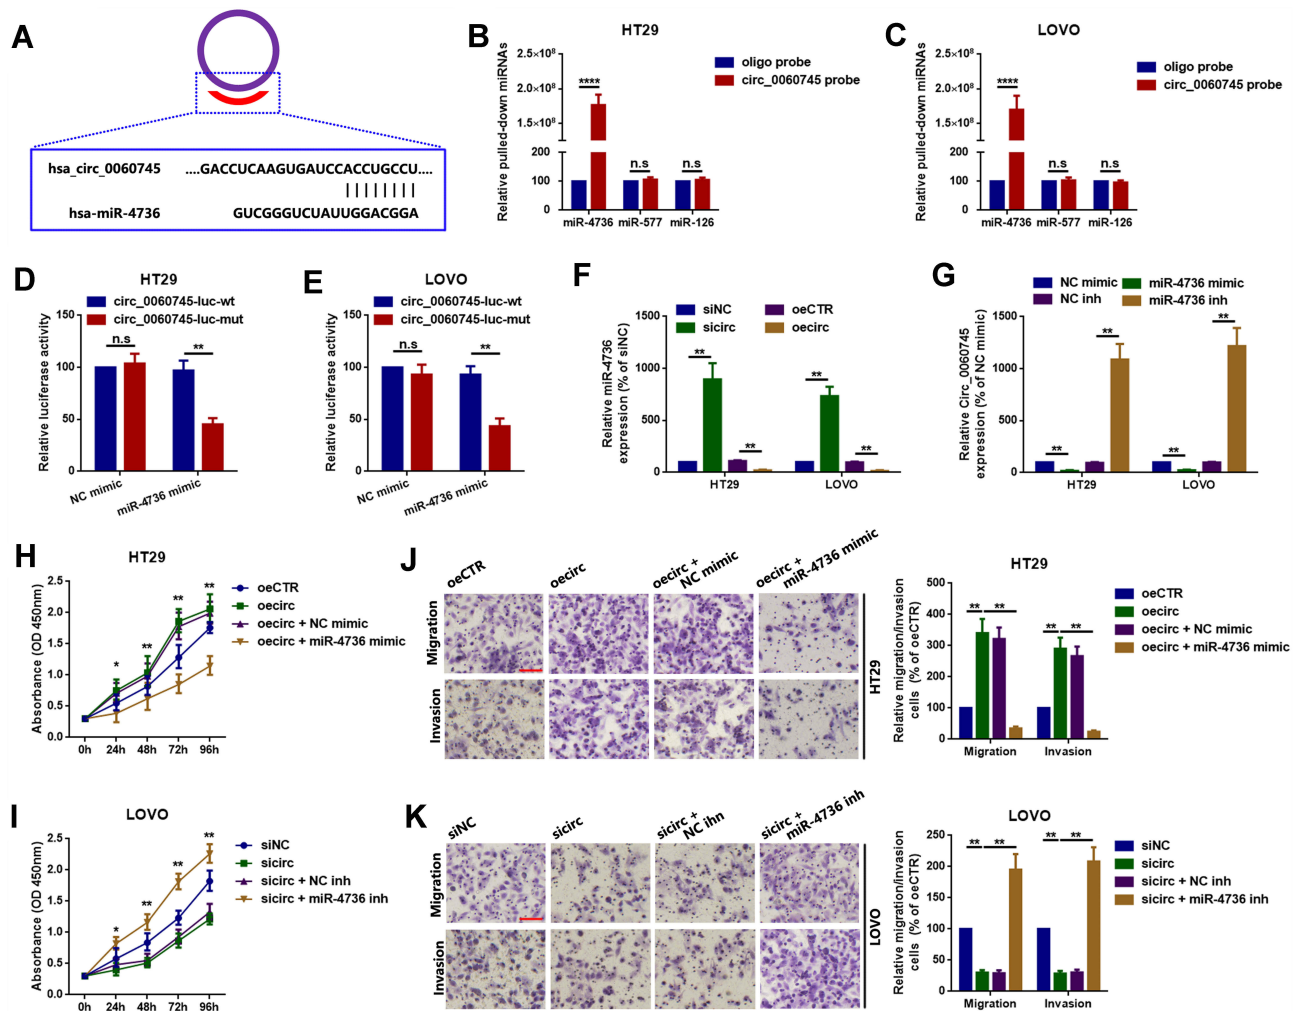 A
hsa_circ_0060745 ....GACCUCAAGUGAUCCACCUGCCU....
hsa-miR-4736 GUCGGGUCUAUUGGACGGA
B
HT29
Relative pulled-down miRNAs
2.5×10⁸
2.0×10⁸
1.5×10⁸
200
100
0
****
n.s
n.s
miR-4736 miR-577 miR-126
oligo probe
circ_0060745 probe
C
LOVO
Relative pulled-down miRNAs
2.5×10⁸
2.0×10⁸
1.5×10⁸
200
100
0
****
n.s
n.s
miR-4736 miR-577 miR-126
oligo probe
circ_0060745 probe
D
HT29
circ_0060745-luc-wt
circ_0060745-luc-mut
Relative luciferase activity
150
100
50
0
n.s
**
NC mimic
miR-4736 mimic
E
LOVO
circ_0060745-luc-wt
circ_0060745-luc-mut
Relative luciferase activity
150
100
50
0
n.s
**
NC mimic
miR-4736 mimic
F
siNC oeCTR
sicirc oecirc
Relative miR-4736
expression (% of siNC)
1500
1000
500
0
**
**
**
**
HT29 LOVO
G
NC mimic miR-4736 mimic
NC inh miR-4736 inh
Relative Circ_0060745
expression (% of NC mimic)
1500
1000
500
0
**
**
**
**
HT29 LOVO
H
HT29
Absorbance (OD 450nm)
2.5
2.0
1.5
1.0
0.5
0.0
* ** ** **
0h 24h 48h 72h 96h
oeCTR
oecirc
oecirc + NC mimic
oecirc + miR-4736 mimic
J
oeCTR
oecirc
oecirc +
NC mimic
oecirc +
miR-4736 mimic
Migration
Invasion
HT29
HT29
Relative migration/invasion
cells (% of oeCTR)
500
400
300
200
100
0
** **
** **
Migration Invasion
oeCTR
oecirc
oecirc + NC mimic
oecirc + miR-4736 mimic
I
LOVO
Absorbance (OD 450nm)
2.5
2.0
1.5
1.0
0.5
0.0
* ** ** **
0h 24h 48h 72h 96h
siNC
sicirc
sicirc + NC inh
sicirc + miR-4736 inh
K
siNC
sicirc
sicirc +
NC ihn
sicirc +
miR-4736 inh
Migration
Invasion
LOVO
LOVO
Relative migration/invasion
cells (% of oeCTR)
250
200
150
100
50
0
** **
** **
Migration Invasion
siNC
sicirc
sicirc + NC inh
sicirc + miR-4736 inh